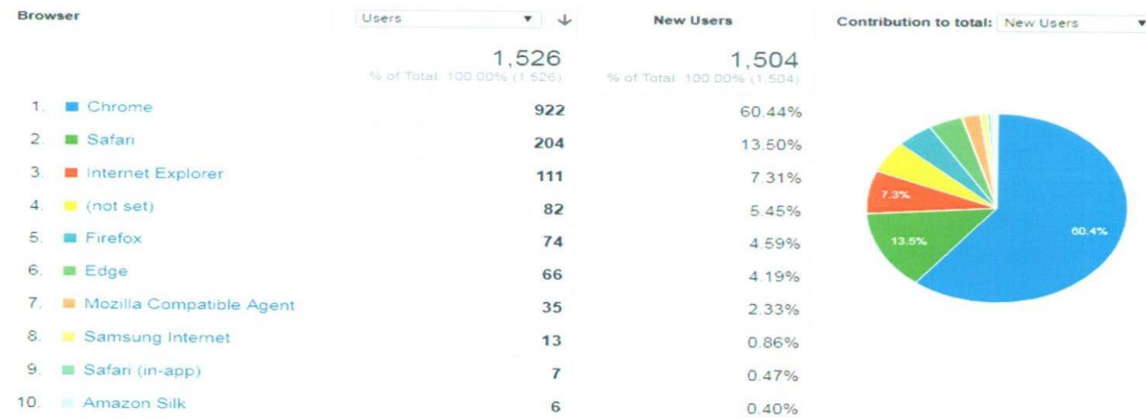 Browser Users New Users Contribution to total: New Users
1,526 1,504
% of Total: 100.00% (1,526) % of Total: 100.00% (1,504)
1. Chrome 922 60.44%
2. Safari 204 13.50%
3. Internet Explorer 111 7.31%
4. (not set) 82 5.45%
5. Firefox 74 4.59%
6. Edge 66 4.19%
7. Mozilla Compatible Agent 35 2.33%
8. Samsung Internet 13 0.86%
9. Safari (in-app) 7 0.47%
10. Amazon Silk 6 0.40%
7.3%
60.4%
13.5%